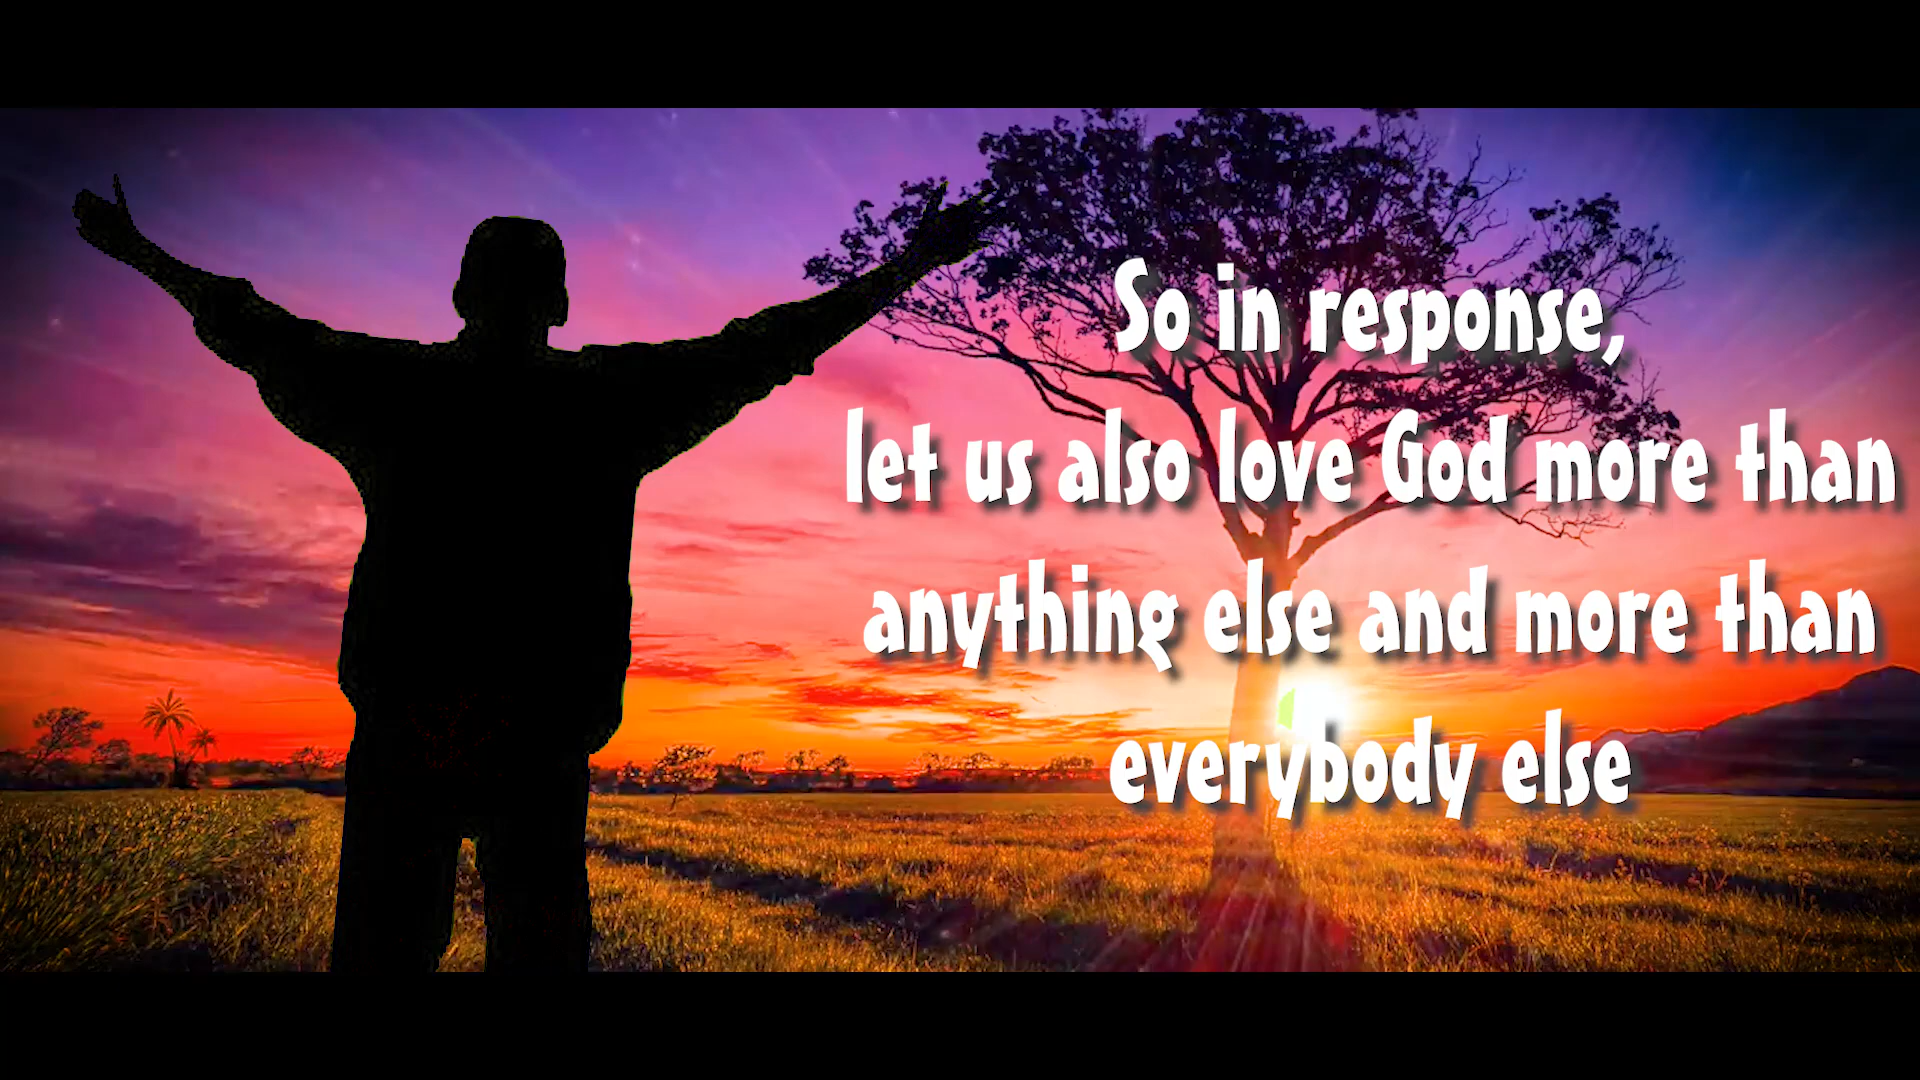 So in response,
let us also love God more than
anything else and more than
everybody else